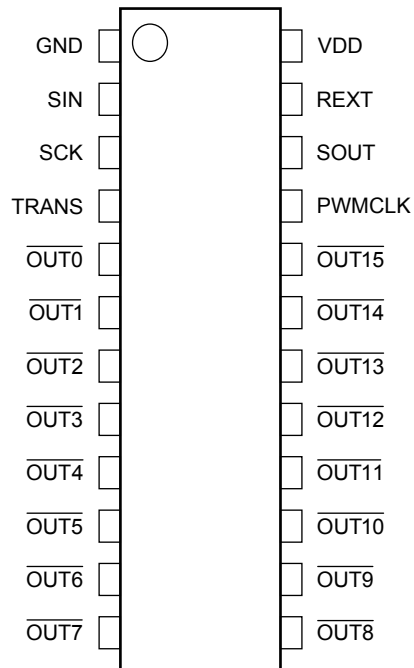 GND VDD
SIN REXT
SCK SOUT
TRANS PWMCLK
OUT0 OUT15
OUT1 OUT14
OUT2 OUT13
OUT3 OUT12
OUT4 OUT11
OUT5 OUT10
OUT6 OUT9
OUT7 OUT8